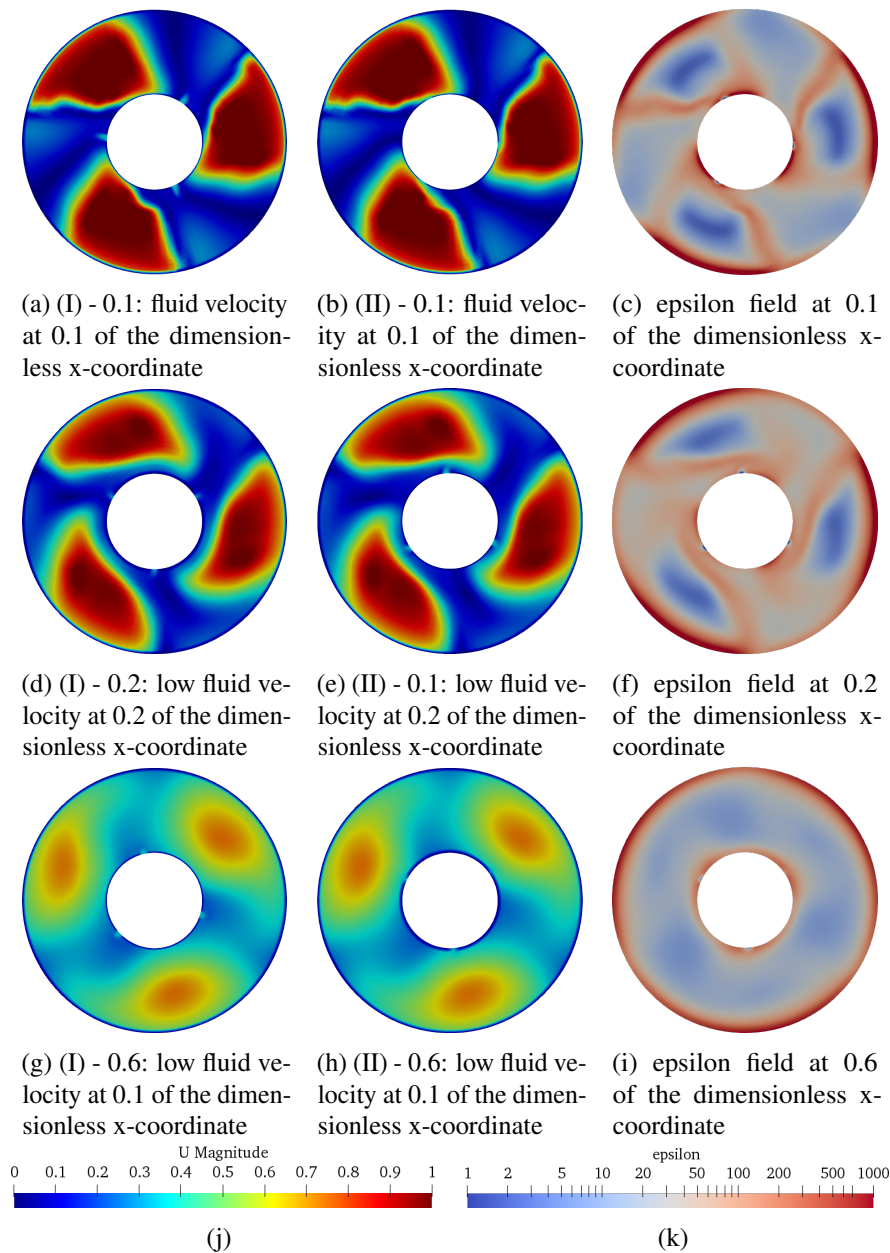 (a) (I) - 0.1: fluid velocity
at 0.1 of the dimension-
less x-coordinate
(b) (II) - 0.1: fluid veloc-
ity at 0.1 of the dimen-
sionless x-coordinate
(c) epsilon field at 0.1
of the dimensionless x-
coordinate
(d) (I) - 0.2: low fluid ve-
locity at 0.2 of the dimen-
sionless x-coordinate
(e) (II) - 0.1: low fluid ve-
locity at 0.2 of the dimen-
sionless x-coordinate
(f) epsilon field at 0.2
of the dimensionless x-
coordinate
(g) (I) - 0.6: low fluid ve-
locity at 0.1 of the dimen-
sionless x-coordinate
(h) (II) - 0.6: low fluid ve-
locity at 0.1 of the dimen-
sionless x-coordinate
(i) epsilon field at 0.6
of the dimensionless x-
coordinate
U Magnitude
0 0.1 0.2 0.3 0.4 0.5 0.6 0.7 0.8 0.9 1
(j)
epsilon
1 2 5 10 20 50 100 200 500 1000
(k)